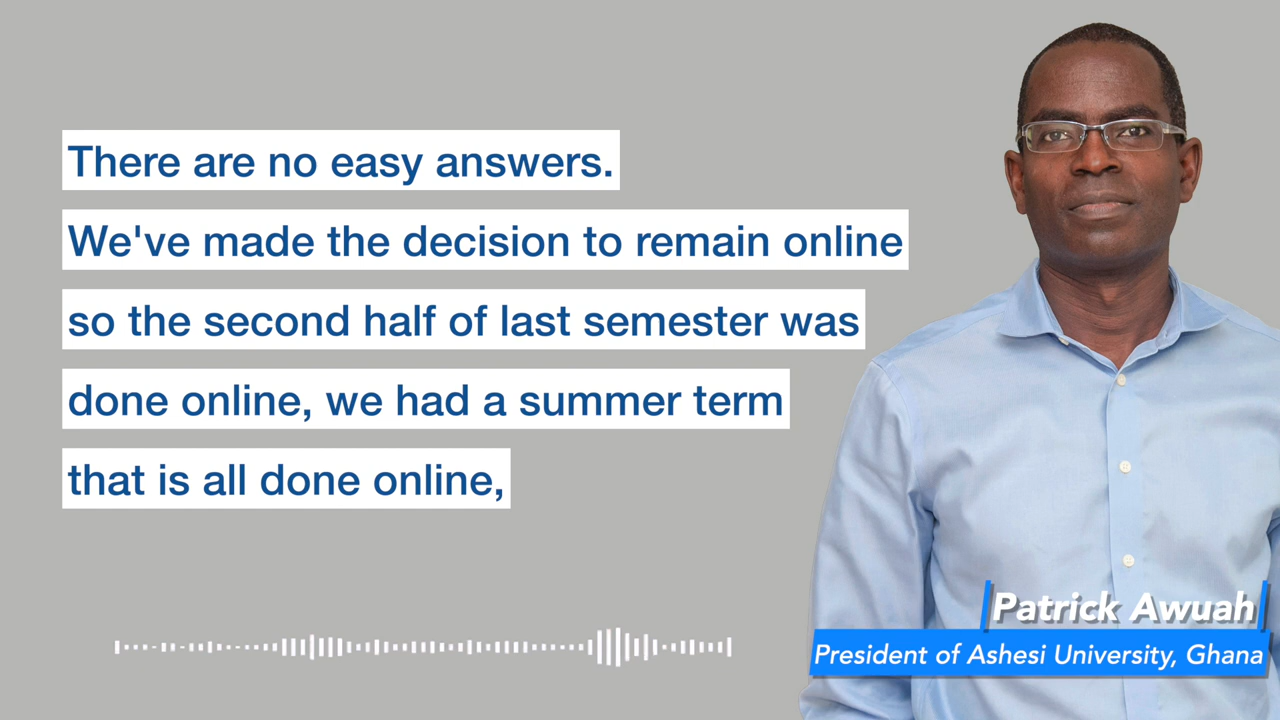 There are no easy answers.
We've made the decision to remain online
so the second half of last semester was
done online, we had a summer term
that is all done online,
Patrick Awuah
President of Ashesi University, Ghana